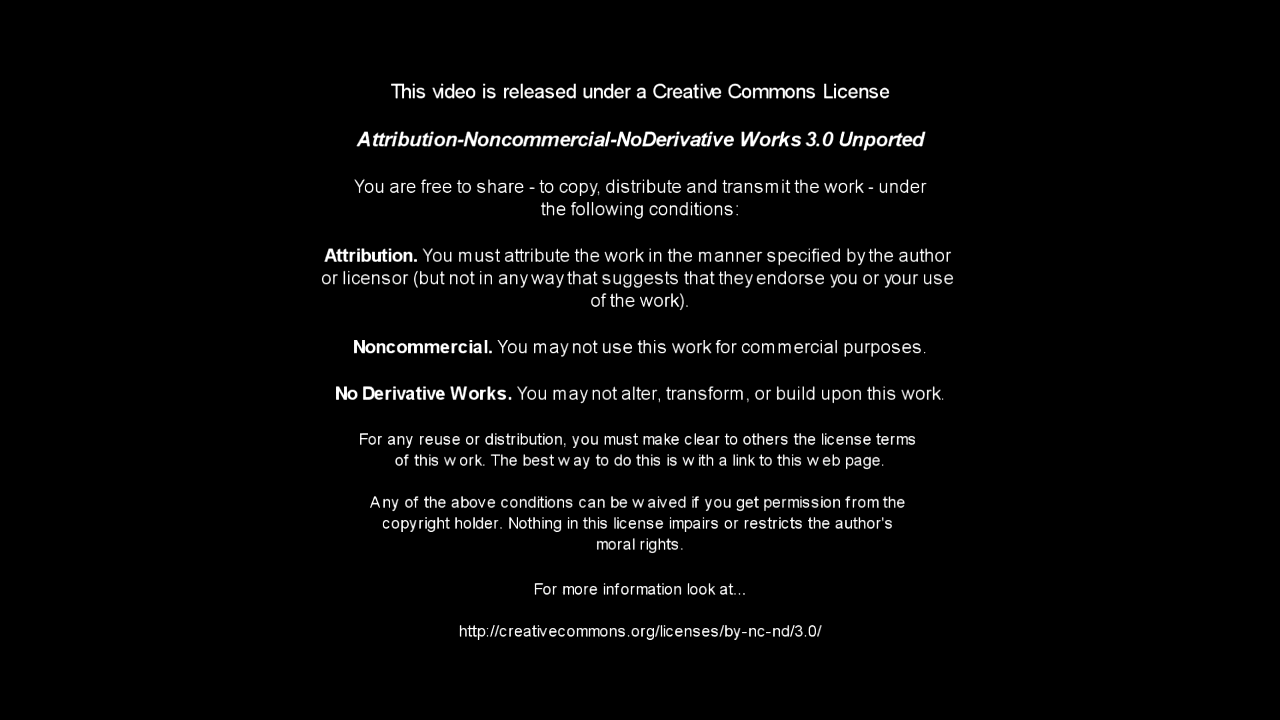 This video is released under a Creative Commons License
Attribution-Noncommercial-NoDerivative Works 3.0 Unported
You are free to share - to copy, distribute and transmit the work - under
the following conditions:
Attribution. You must attribute the work in the manner specified by the author
or licensor (but not in any way that suggests that they endorse you or your use
of the work).
Noncommercial. You may not use this work for commercial purposes.
No Derivative Works. You may not alter, transform, or build upon this work.
For any reuse or distribution, you must make clear to others the license terms
of this work. The best way to do this is with a link to this web page.
Any of the above conditions can be waived if you get permission from the
copyright holder. Nothing in this license impairs or restricts the author's
moral rights.
For more information look at...
http://creativecommons.org/licenses/by-nc-nd/3.0/